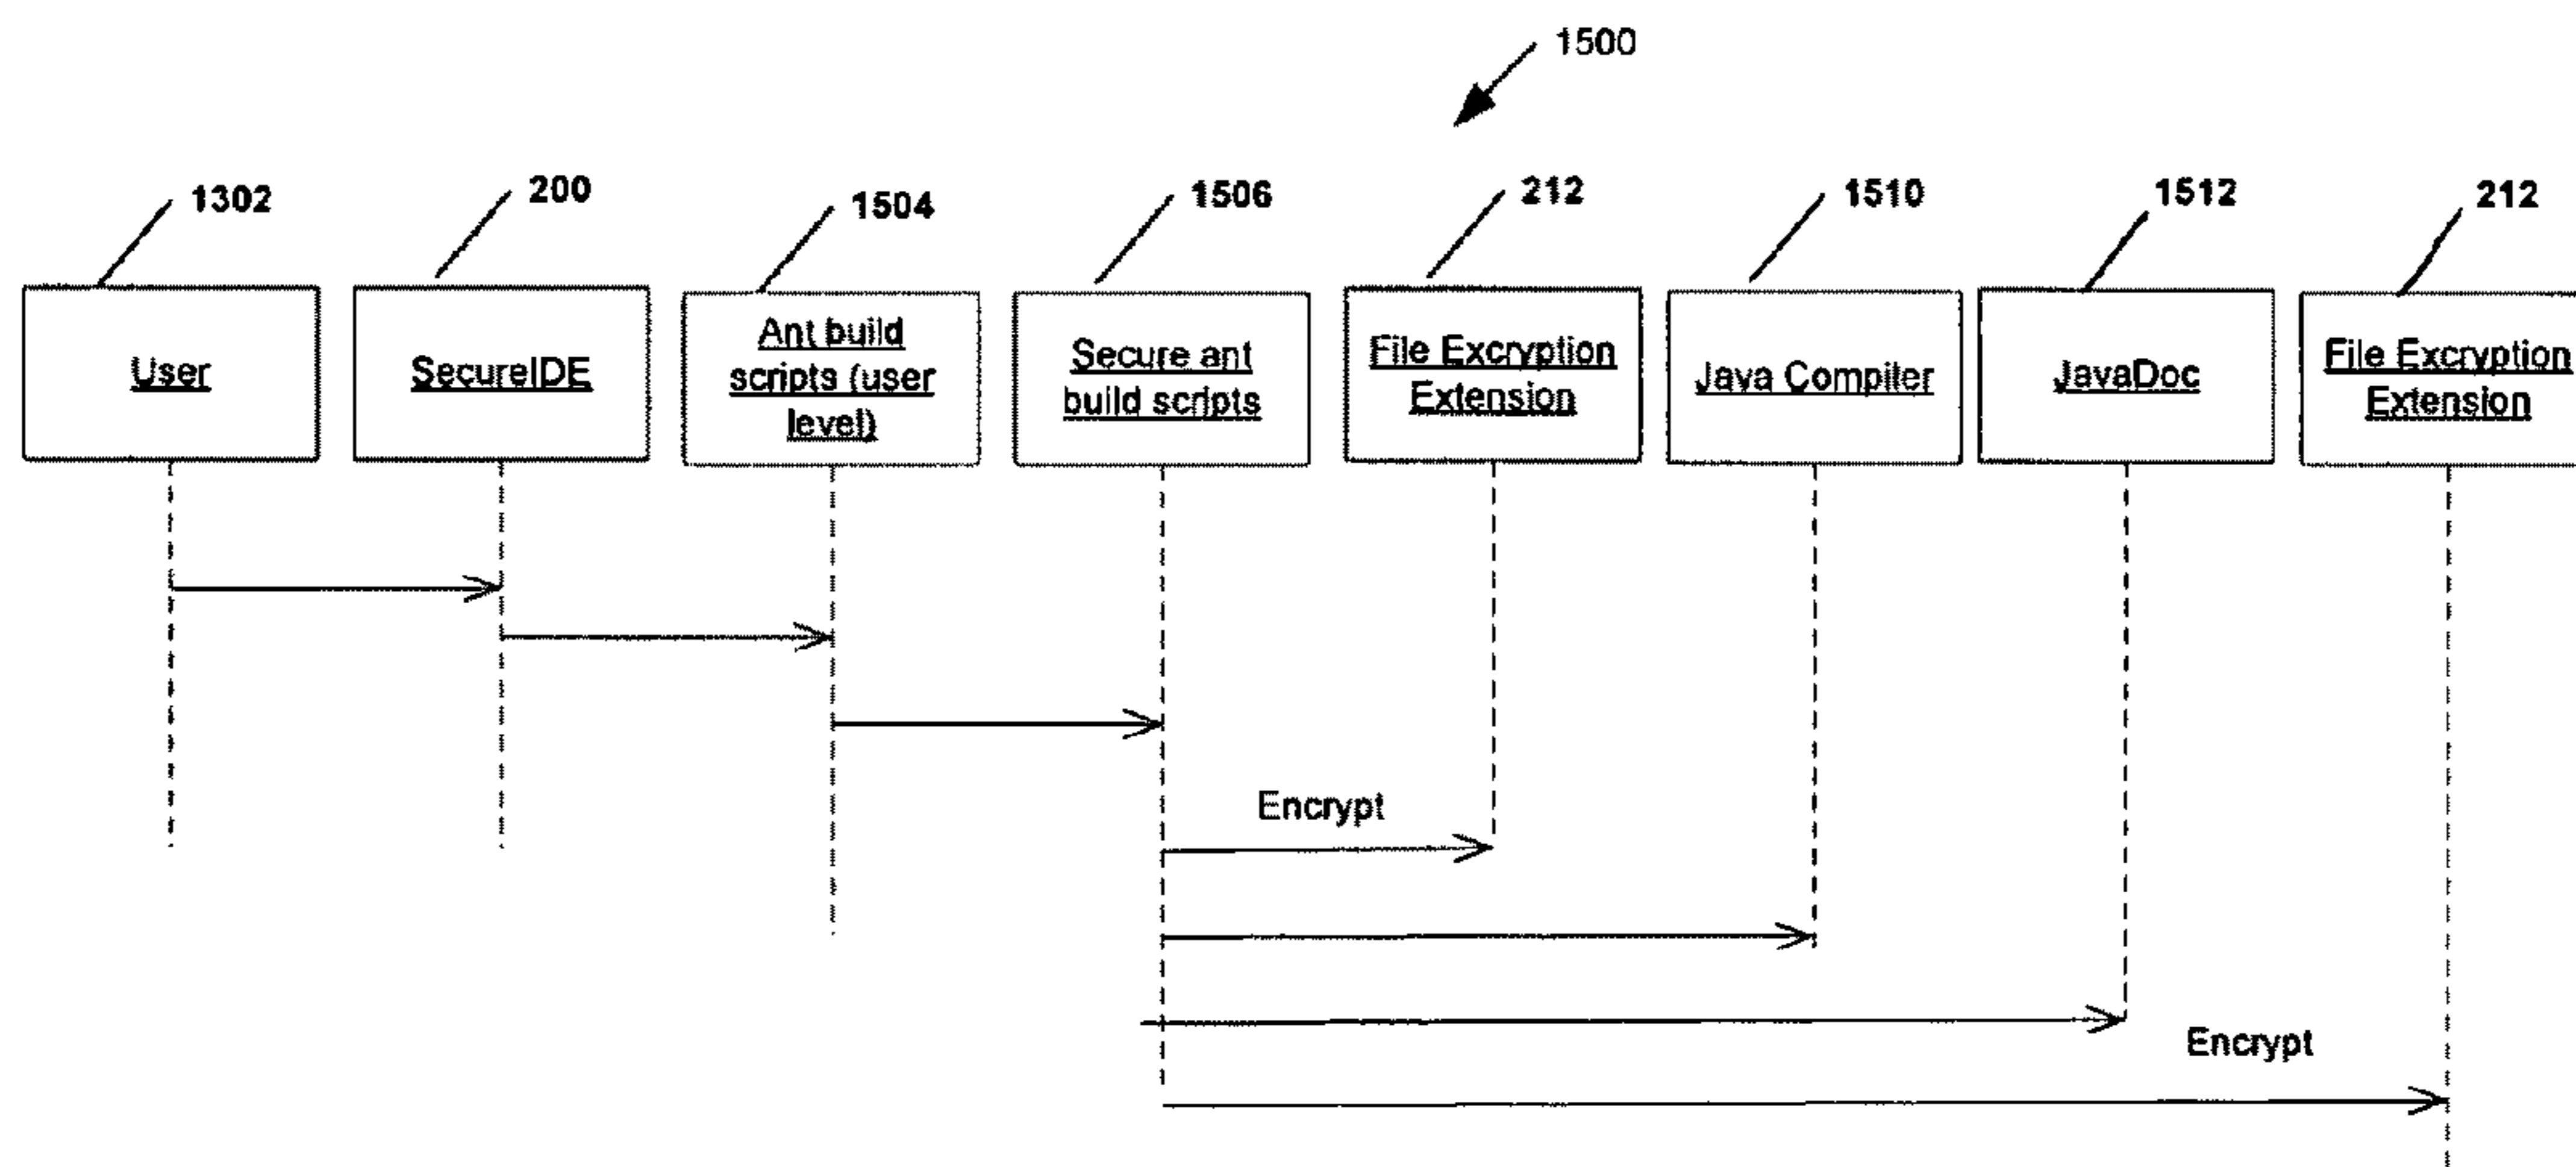 1500
1302
200
1504
1506
212
1510
1512
212
User
SecureIDE
Ant build
scripts (user
level)
Secure ant
build scripts
File Excryption
Extension
Java Compiler
JavaDoc
File Excryption
Extension
Encrypt
Encrypt